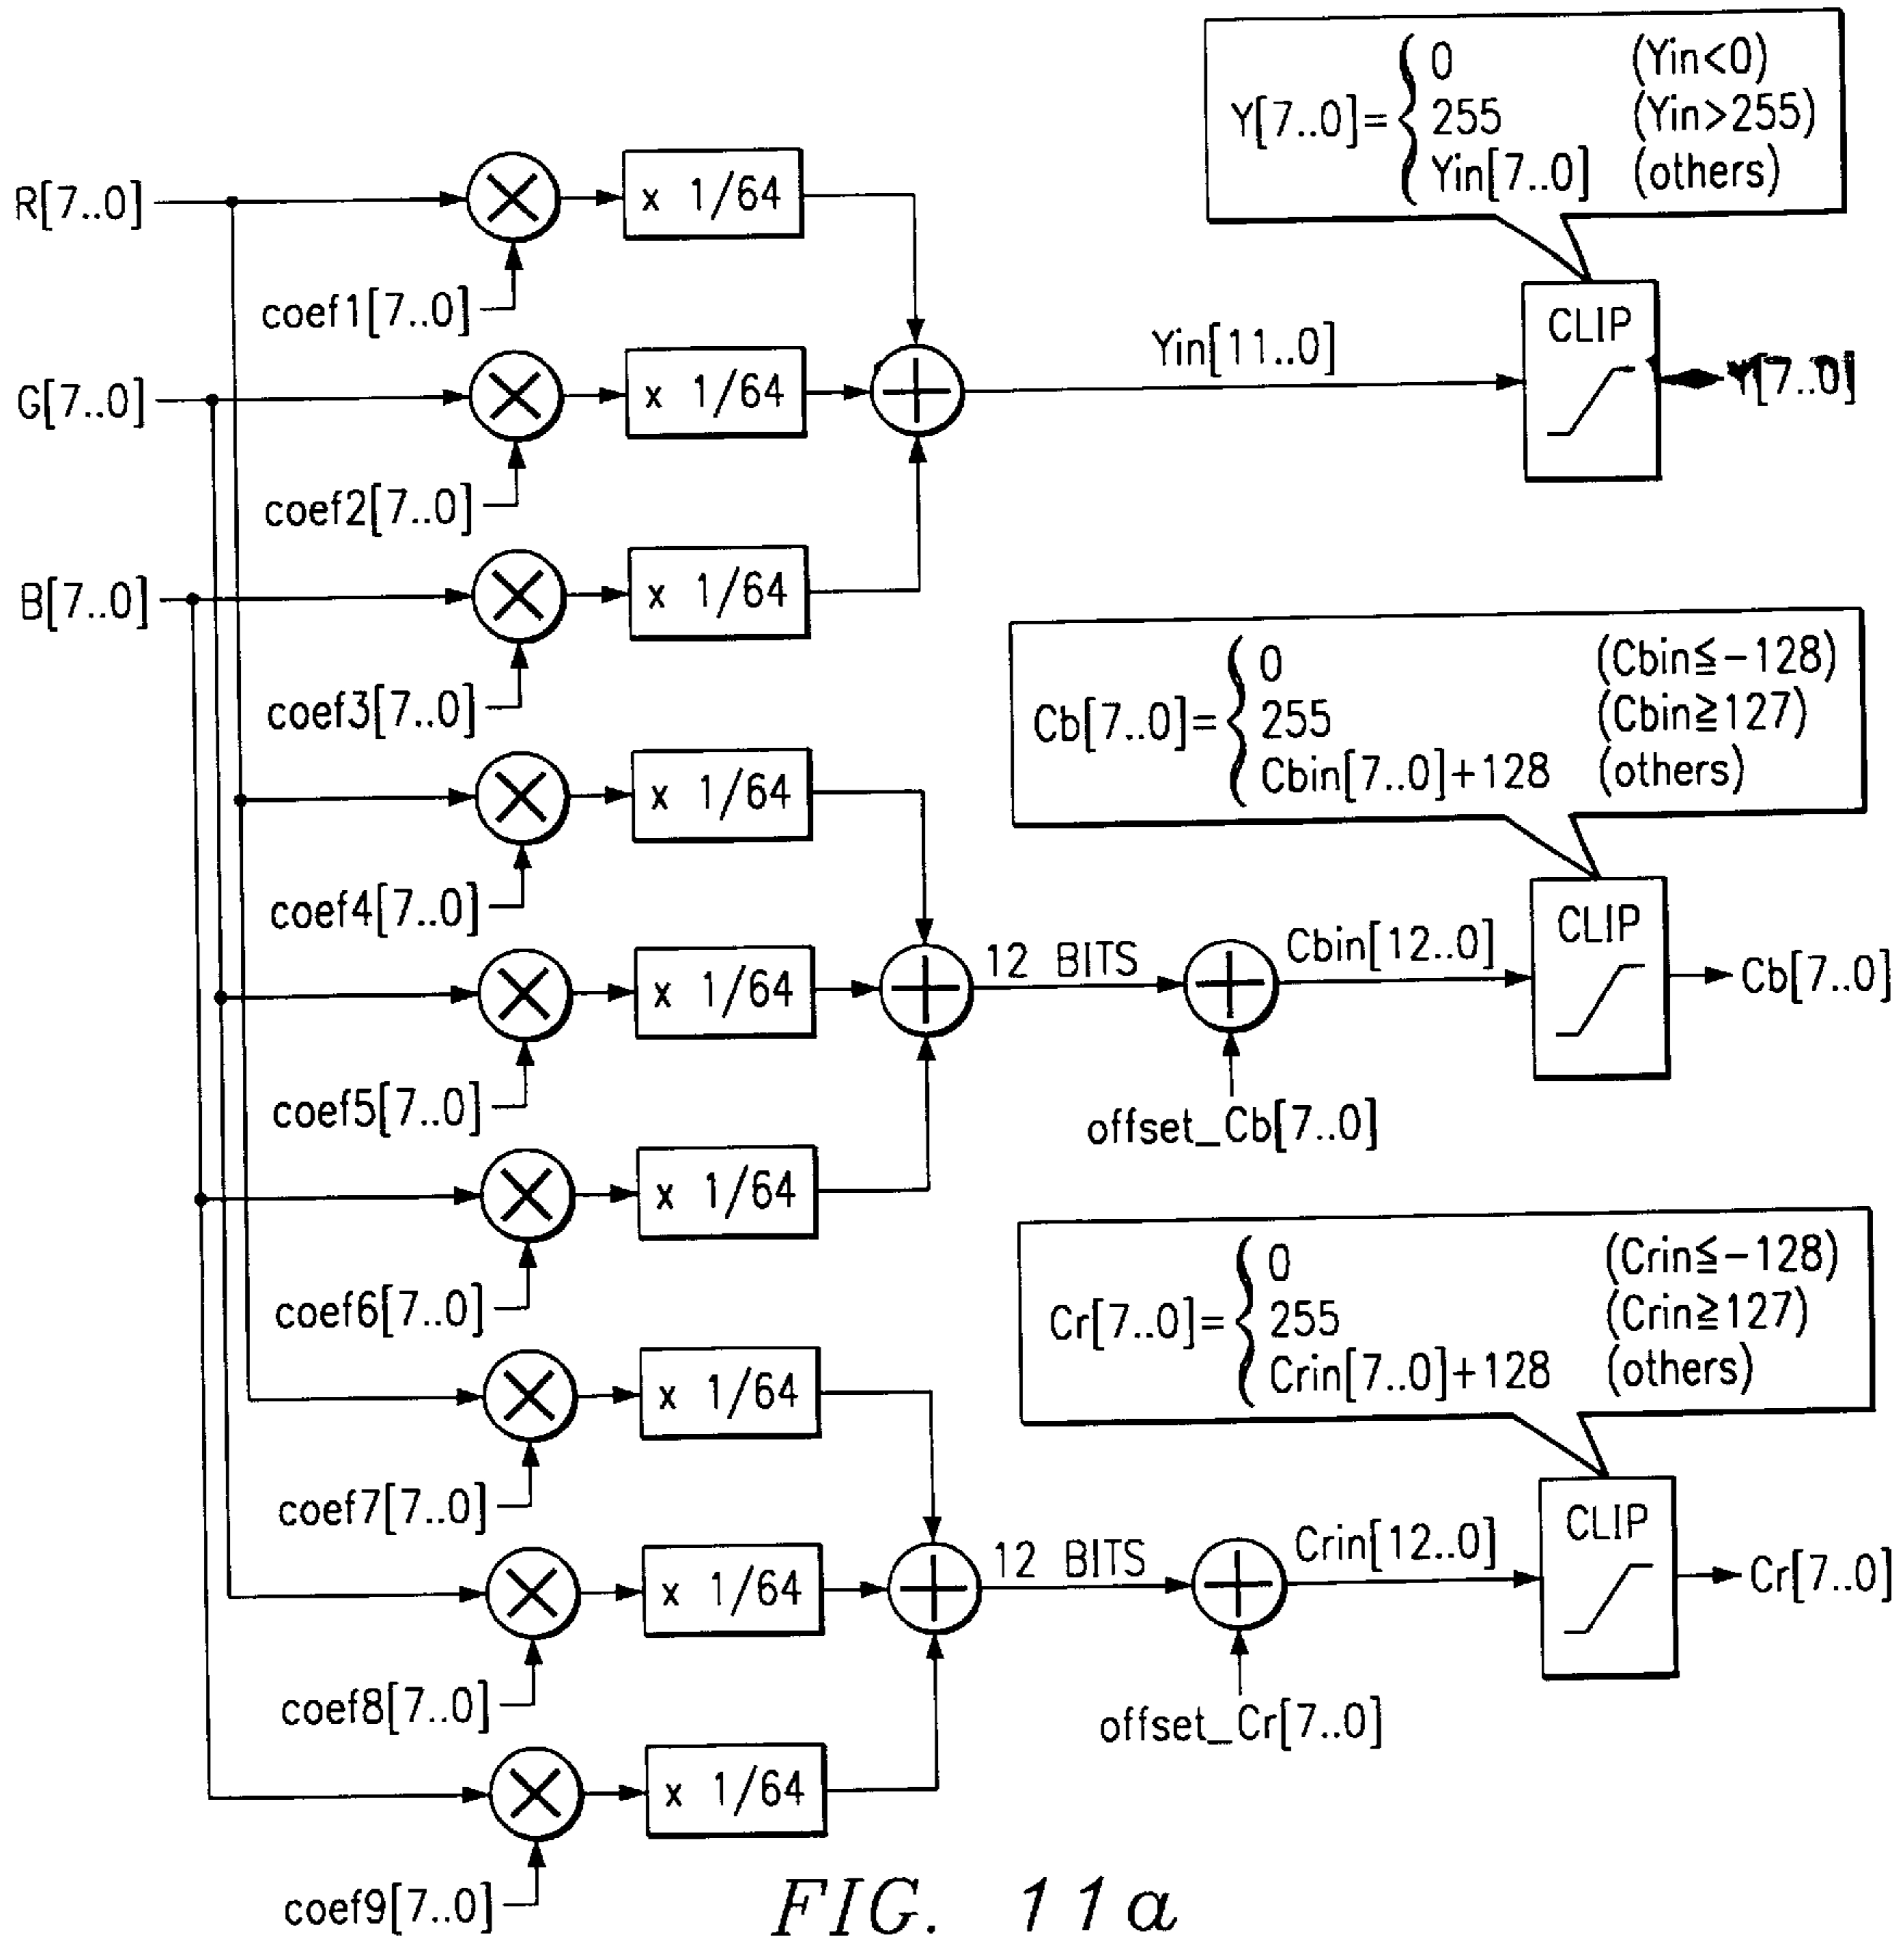 Y[7..0]= 0 (Yin<0)
255 (Yin>255)
Yin[7..0] (others)
R[7..0]
x 1/64
coef1[7..0]
CLIP
Yin[11..0]
G[7..0]
x 1/64
Y[7..0]
coef2[7..0]
B[7..0]
x 1/64
coef3[7..0]
Cb[7..0]= 0 (Cbin≦-128)
255 (Cbin≧127)
Cbin[7..0]+128 (others)
x 1/64
coef4[7..0]
CLIP
12 BITS
Cbin[12..0]
x 1/64
Cb[7..0]
coef5[7..0]
offset_Cb[7..0]
x 1/64
coef6[7..0]
Cr[7..0]= 0 (Crin≦-128)
255 (Crin≧127)
Crin[7..0]+128 (others)
x 1/64
coef7[7..0]
CLIP
12 BITS
Crin[12..0]
x 1/64
Cr[7..0]
coef8[7..0]
offset_Cr[7..0]
x 1/64
coef9[7..0]
FIG. 11a